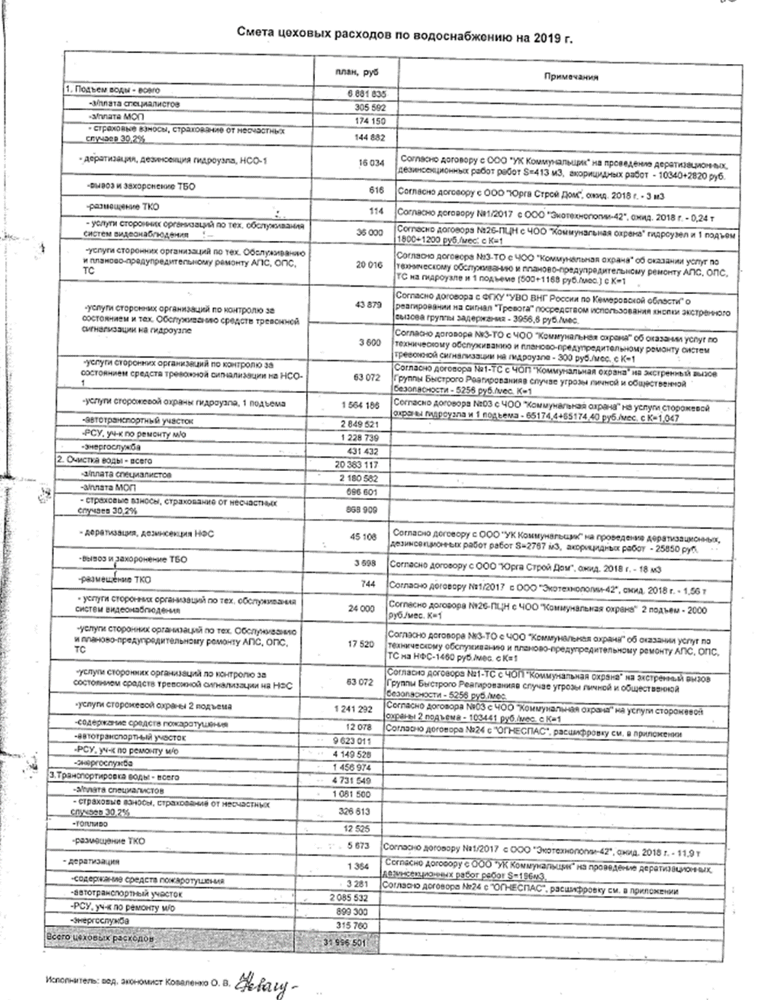 Смета цеховых расходов по водоснабжению на 2019 г.
план, руб
Примечания
1. Подъем воды - всего 6 881 835
-з/плата специалистов 305 592
-з/плата МОП 174 150
- страховые взносы, страхование от несчастных
случаев 30,2% 144 882
- дератизация, дезинсекция гидроузла, НСО-1 16 034
Согласно договору с ООО "УК Коммунальщик" на проведение дератизационных,
дезинсекционных работ работ S=413 м3, акорицидных работ - 10340+2820 руб.
-вывоз и захоронение ТБО 616 Согласно договору с ООО "Юрга Строй Дом", ожид. 2018 г. - 3 м3
-размещение ТКО 114 Согласно договору №1/2017 с ООО "Экотехнологии-42", ожид. 2018 г. - 0,24 т
- услуги сторонних организаций по тех. обслуживания
систем видеонаблюдения 36 000
Согласно договора №26-ПЦН с ЧОО "Коммунальная охрана" гидроузел и 1 подъем
1800+1200 руб./мес. с К=1
-услуги сторонних организаций по тех. Обслуживанию
и планово-предупредительному ремонту АПС, ОПС,
ТС 20 016
Согласно договора №3-ТО с ЧОО "Коммунальная охрана" об оказании услуг по
техническому обслуживанию и планово-предупредительному ремонту АПС, ОПС,
ТС на гидроузле и 1 подъеме (500+1168 руб./мес.) с К=1
-услуги сторонних организаций по контролю за
состоянием и тех. Обслуживанию средств тревожной
сигнализации на гидроузле
43 879
Согласно договора с ФГКУ "УВО ВНГ России по Кемеровской области" о
реагировании на сигнал "Тревога" посредством использования кнопки экстренного
вызова группы задержания - 3956,6 руб./мес.
3 600
Согласно договора №3-ТО с ЧОО "Коммунальная охрана" об оказании услуг по
техническому обслуживанию и планово-предупредительному ремонту систем
тревожной сигнализации на гидроузле - 300 руб./мес. с К=1
-услуги сторонних организаций по контролю за
состоянием средств тревожной сигнализации на НСО-
1 63 072
Согласно договора №1-ТС с ЧОП "Коммунальная охрана" на экстренный вызов
Группы Быстрого Реагированияв случае угрозы личной и общественной
безопасности - 5256 руб./мес. К=1
-услуги сторожевой охраны гидроузла, 1 подъема 1 564 186
Согласно договора №03 с ЧОО "Коммунальная охрана" на услуги сторожевой
охраны гидроузла и 1 подъема - 65174,4+65174,40 руб./мес. с К=1,047
-автотранспортный участок 2 849 521
-РСУ, уч-к по ремонту м/о 1 228 739
-энергослужба 431 432
2. Очистка воды - всего 20 383 117
-з/плата специалистов 2 180 582
-з/плата МОП 696 601
- страховые взносы, страхование от несчастных
случаев 30,2% 868 909
- дератизация, дезинсекция НФС 45 108
Согласно договору с ООО "УК Коммунальщик" на проведение дератизационных,
дезинсекционных работ работ S=2767 м3, акорицидных работ - 25850 руб.
-вывоз и захоронение ТБО 3 698 Согласно договору с ООО "Юрга Строй Дом", ожид. 2018 г. - 18 м3
-размещение ТКО 744 Согласно договору №1/2017 с ООО "Экотехнологии-42", ожид. 2018 г. - 1,56 т
- услуги сторонних организаций по тех. обслуживания
систем видеонаблюдения 24 000
Согласно договора №26-ПЦН с ЧОО "Коммунальная охрана" 2 подъем - 2000
руб./мес. К=1
-услуги сторонних организаций по тех. Обслуживанию
и планово-предупредительному ремонту АПС, ОПС,
ТС 17 520
Согласно договора №3-ТО с ЧОО "Коммунальная охрана" об оказании услуг по
техническому обслуживанию и планово-предупредительному ремонту АПС, ОПС,
ТС на НФС-1460 руб./мес. с К=1
-услуги сторонних организаций по контролю за
состоянием средств тревожной сигнализации на НФС 63 072
Согласно договора №1-ТС с ЧОП "Коммунальная охрана" на экстренный вызов
Группы Быстрого Реагированияв случае угрозы личной и общественной
безопасности - 5256 руб./мес.
-услуги сторожевой охраны 2 подъема 1 241 292
Согласно договора №03 с ЧОО "Коммунальная охрана" на услуги сторожевой
охраны 2 подъема - 103441 руб./мес. с К=1
-содержание средств пожаротушения 12 078 Согласно договора №24 с "ОГНЕСПАС", расшифровку см. в приложении
-автотранспортный участок 9 623 011
-РСУ, уч-к по ремонту м/о 4 149 528
-энергослужба 1 456 974
3.Транспортировка воды - всего 4 731 549
-з/плата специалистов 1 081 500
- страховые взносы, страхование от несчастных
случаев 30,2% 326 613
-топливо 12 525
-размещение ТКО 5 673 Согласно договору №1/2017 с ООО "Экотехнологии-42", ожид. 2018 г. - 11,9 т
- дератизация 1 364
Согласно договору с ООО "УК Коммунальщик" на проведение дератизационных,
дезинсекционных работ работ S=196м3.
-содержание средств пожаротушения 3 281 Согласно договора №24 с "ОГНЕСПАС", расшифровку см. в приложении
-автотранспортный участок 2 085 532
-РСУ, уч-к по ремонту м/о 899 300
-энергослужба 315 760
Всего цеховых расходов 31 996 501
Исполнитель: вед. экономист Коваленко О. В.